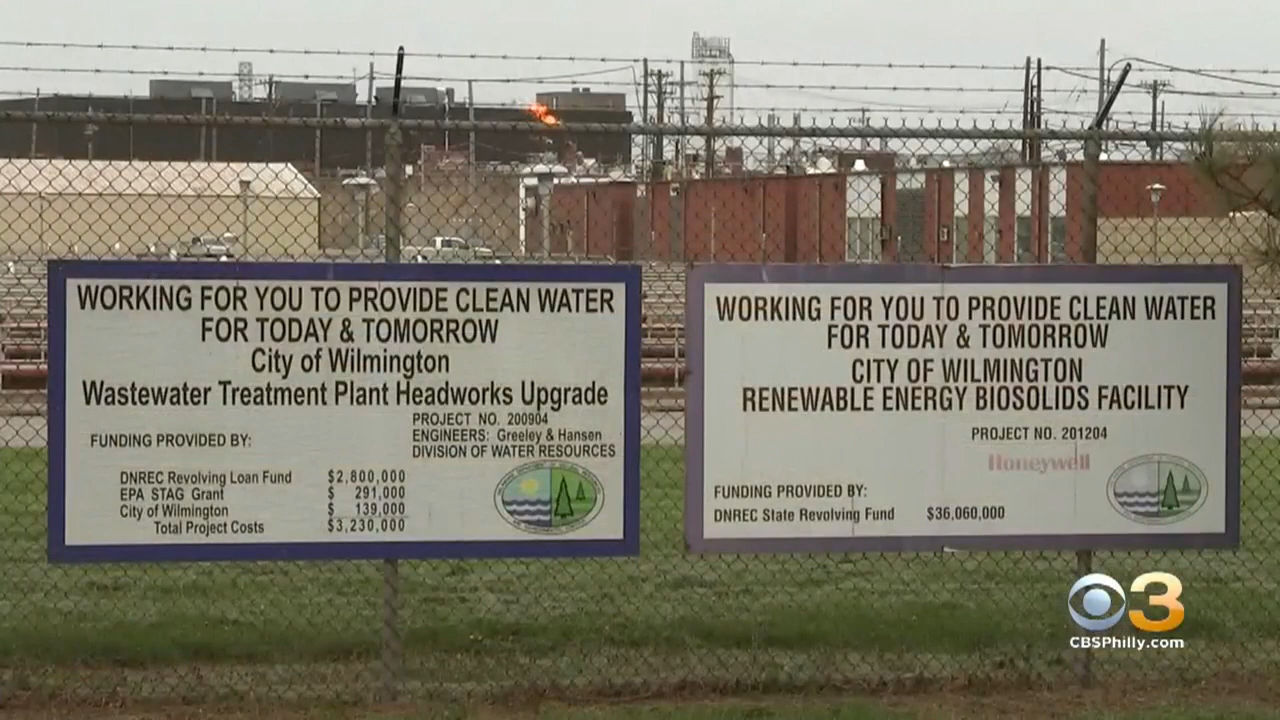 WORKING FOR YOU TO PROVIDE CLEAN WATER
FOR TODAY & TOMORROW
City of Wilmington
Wastewater Treatment Plant Headworks Upgrade
PROJECT NO. 200904
ENGINEERS: Greeley & Hansen
DIVISION OF WATER RESOURCES
FUNDING PROVIDED BY:
DNREC Revolving Loan Fund $2,800,000
EPA STAG Grant $ 291,000
City of Wilmington $ 139,000
Total Project Costs $3,230,000
WORKING FOR YOU TO PROVIDE CLEAN WATER
FOR TODAY & TOMORROW
CITY OF WILMINGTON
RENEWABLE ENERGY BIOSOLIDS FACILITY
PROJECT NO. 201204
Honeywell
FUNDING PROVIDED BY:
DNREC State Revolving Fund $36,060,000
3
CBSPhilly.com